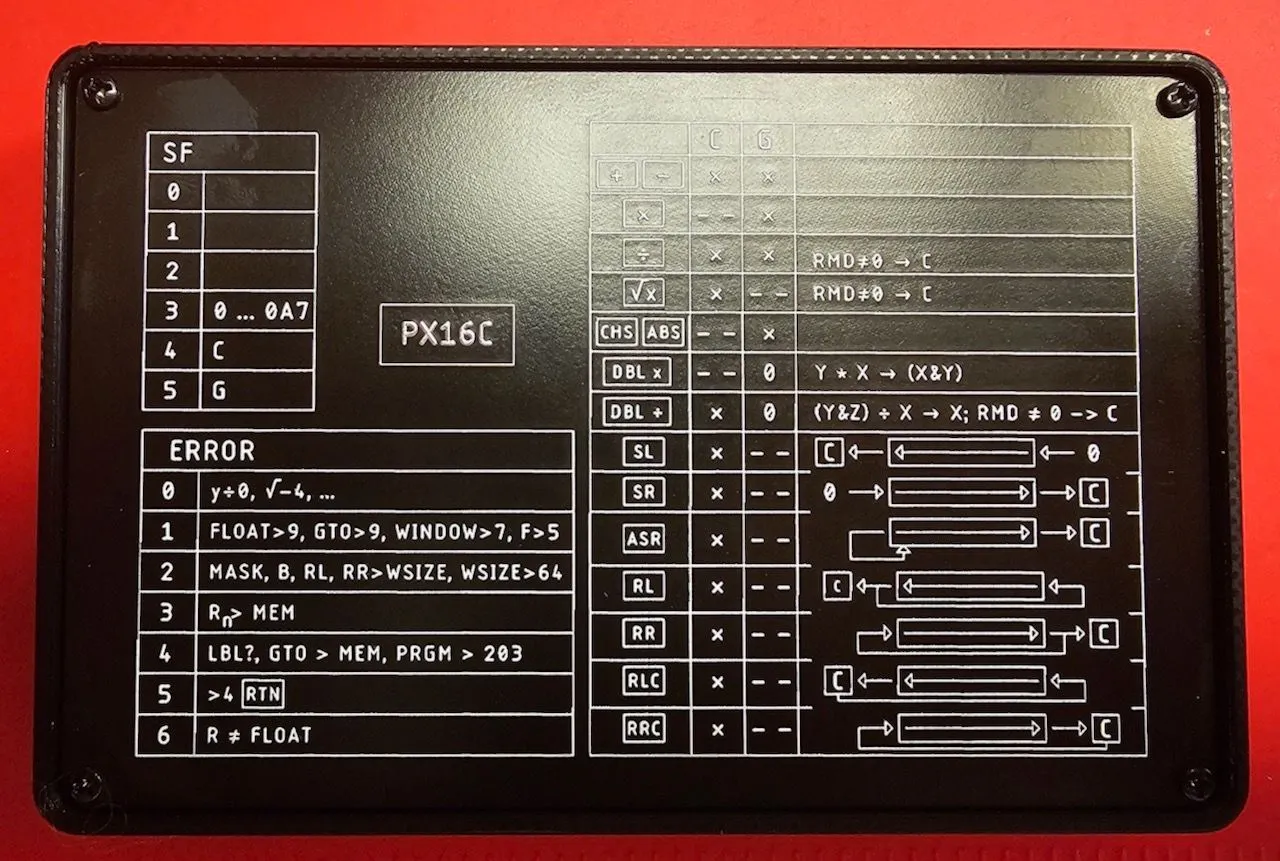 SF
0
1
2
3 0 ... 0A7
4 C
5 G
PX16C
ERROR
0 y÷0, √-4, ...
1 FLOAT>9, GTO>9, WINDOW>7, F>5
2 MASK, B, RL, RR>WSIZE, WSIZE>64
3 Rn> MEM
4 LBL?, GTO > MEM, PRGM > 203
5 >4 RTN
6 R ≠ FLOAT
C G
+ - × ×
× -- ×
÷ × × RMD≠0 → C
√x × -- RMD≠0 → C
CHS ABS -- ×
DBL x -- 0 Y * X → (X&Y)
DBL ÷ × 0 (Y&Z) ÷ X → X; RMD ≠ 0 -> C
SL × -- C ← ← ← 0
SR × -- 0 → → → C
ASR × -- → → C
RL × -- C ← ← ←
RR × -- → → → C
RLC × -- C ← ← ←
RRC × -- → → → C